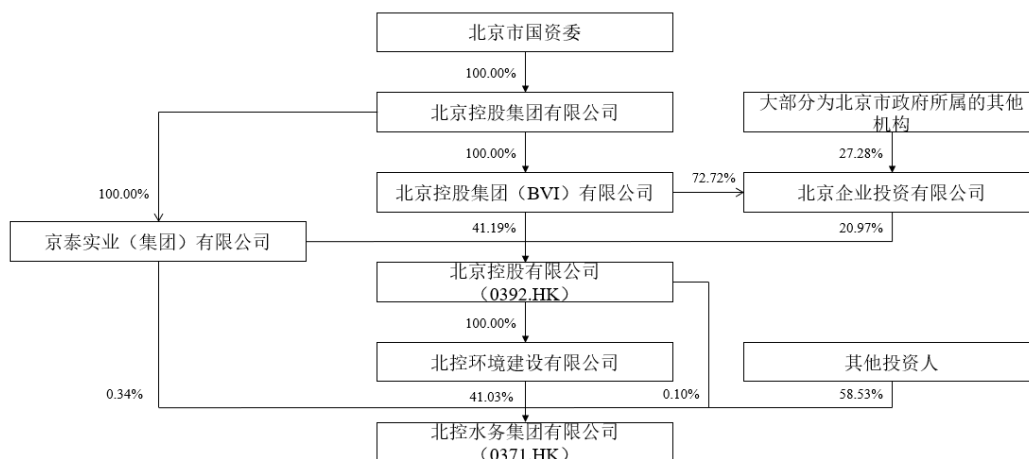 北京市国资委
100.00%
北京控股集团有限公司
大部分为北京市政府所属的其他
机构
100.00%
27.28%
100.00%
北京控股集团（BVI）有限公司
72.72%
北京企业投资有限公司
京泰实业（集团）有限公司
41.19%
20.97%
北京控股有限公司
（0392.HK）
100.00%
北控环境建设有限公司
其他投资人
0.34%
41.03%
0.10%
58.53%
北控水务集团有限公司
（0371.HK）